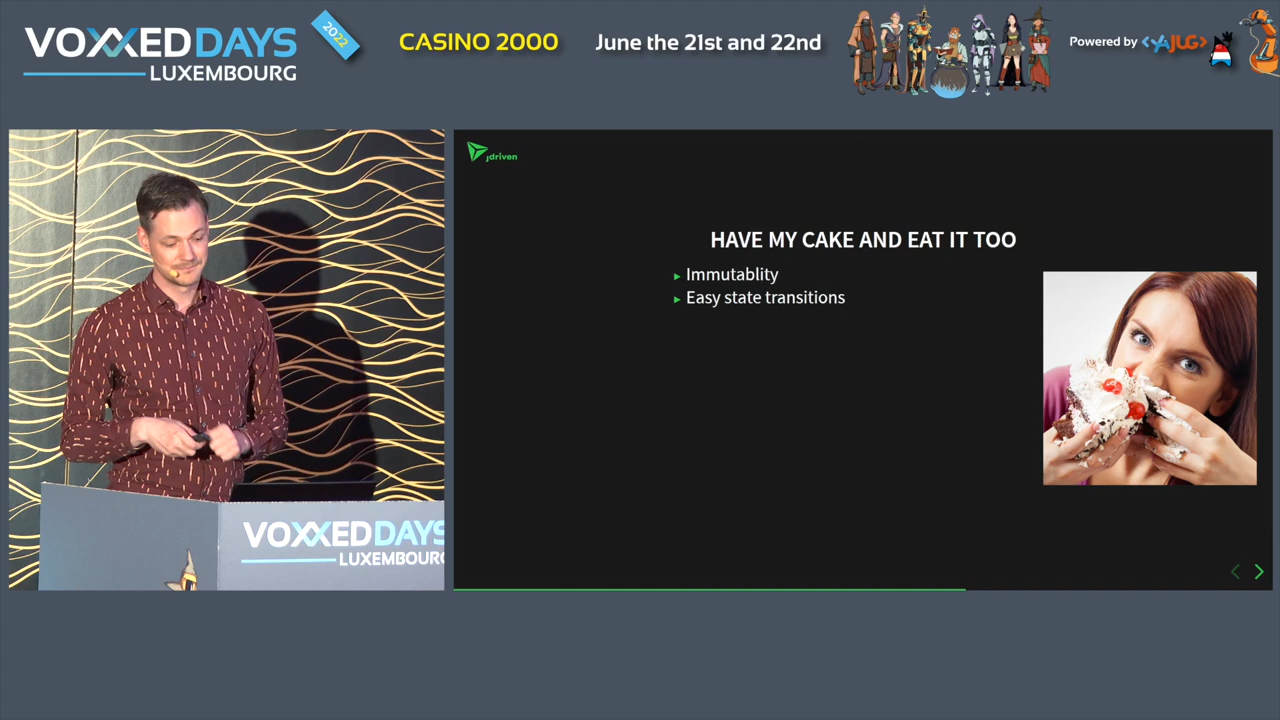 VOXXED DAYS
LUXEMBOURG
2022
CASINO 2000
June the 21st and 22nd
Powered by <YAJUG>
jdriven
HAVE MY CAKE AND EAT IT TOO
Immutablity
Easy state transitions
VOXXED DAYS
LUXEMBOURG